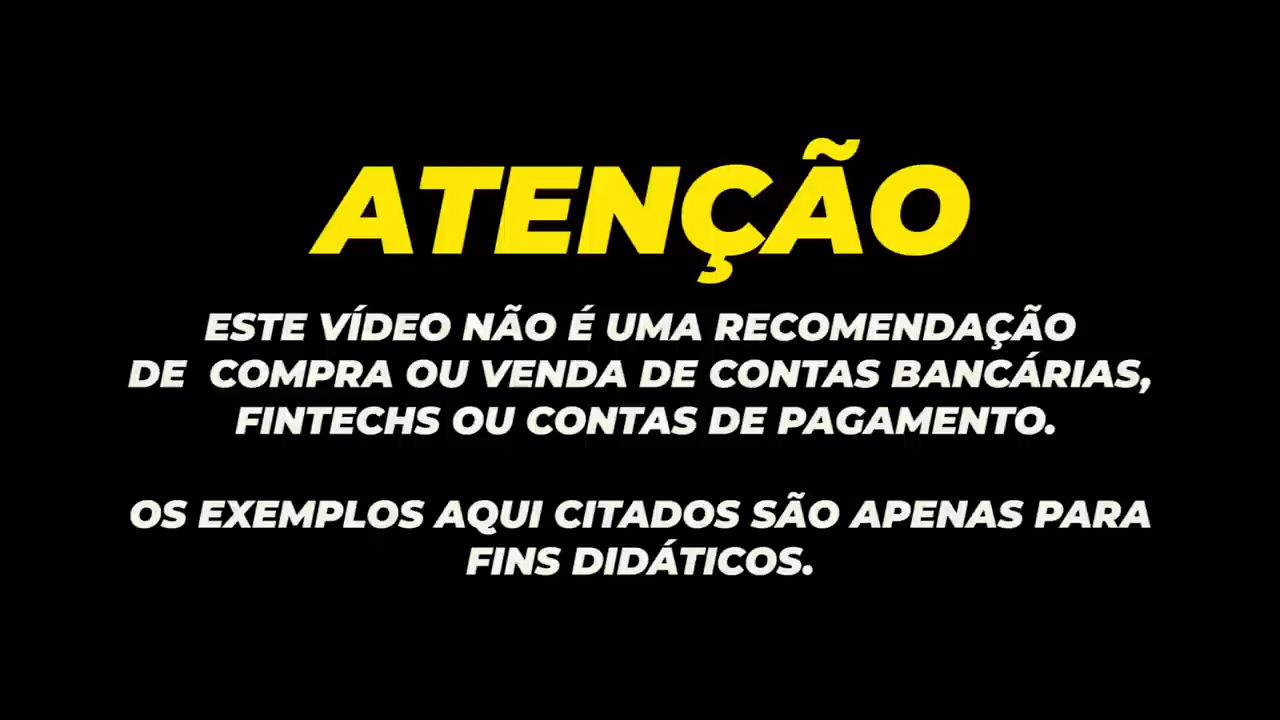 ATENÇÃO
ESTE VÍDEO NÃO É UMA RECOMENDAÇÃO
DE COMPRA OU VENDA DE CONTAS BANCÁRIAS,
FINTECHS OU CONTAS DE PAGAMENTO.
OS EXEMPLOS AQUI CITADOS SÃO APENAS PARA
FINS DIDÁTICOS.